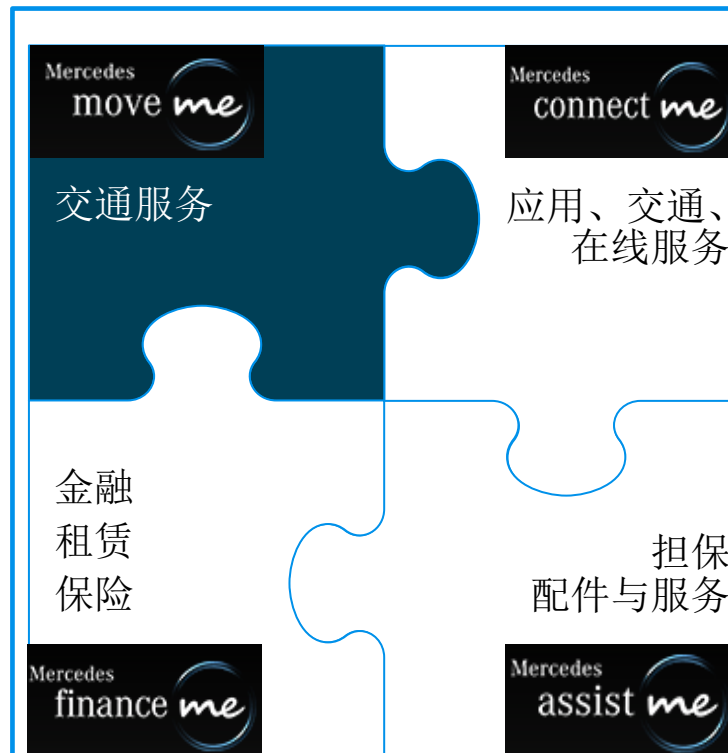 Mercedes
move me
交通服务
Mercedes
connect me
应用、交通、
在线服务
金融
租赁
保险
Mercedes
finance me
担保
配件与服务
Mercedes
assist me